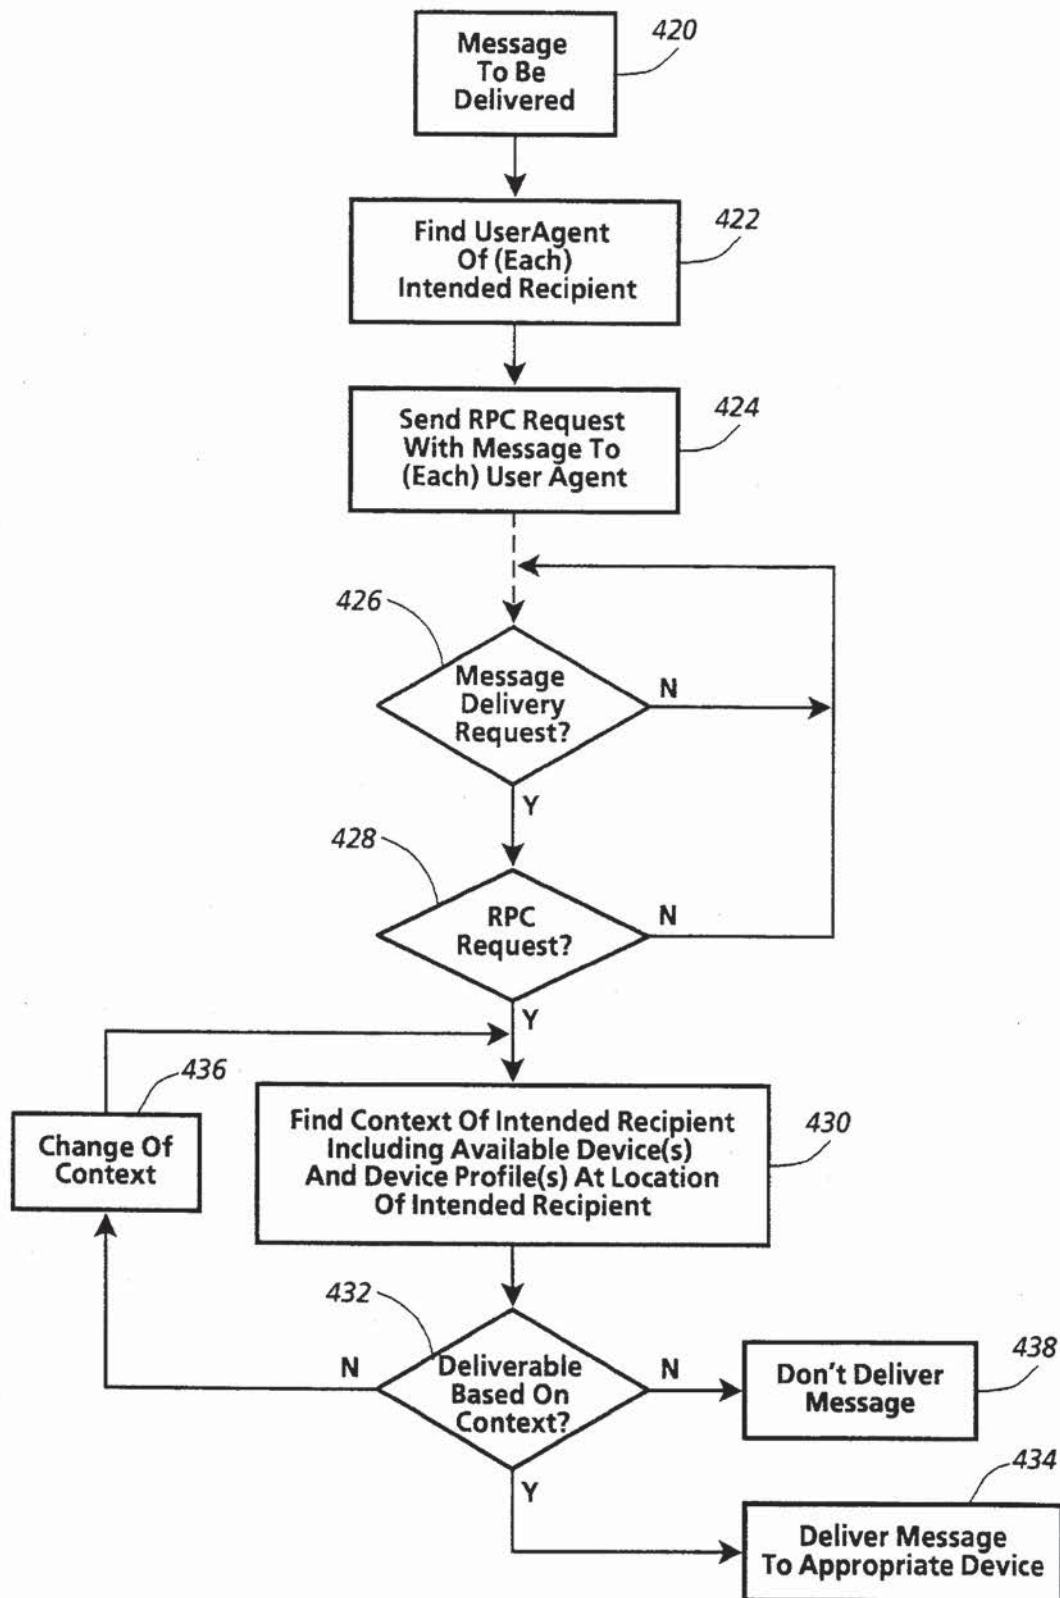 Message
To Be
Delivered
420
Find UserAgent
Of (Each)
Intended Recipient
422
Send RPC Request
With Message To
(Each) User Agent
424
426
Message
Delivery
Request?
N
Y
428
RPC
Request?
N
Y
436
Change Of
Context
Find Context Of Intended Recipient
Including Available Device(s)
And Device Profile(s) At Location
Of Intended Recipient
430
432
N
Deliverable
Based On
Context?
N
Y
Don't Deliver
Message
438
434
Deliver Message
To Appropriate Device